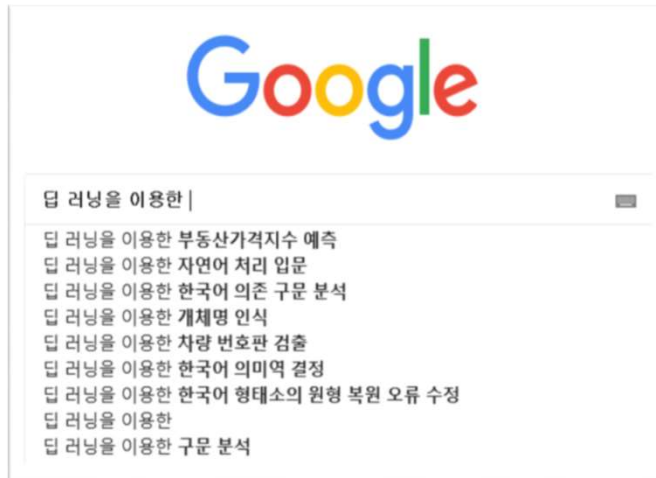 Google
딥 러닝을 이용한
딥 러닝을 이용한 부동산가격지수 예측
딥 러닝을 이용한 자연어 처리 입문
딥 러닝을 이용한 한국어 의존 구문 분석
딥 러닝을 이용한 개체명 인식
딥 러닝을 이용한 차량 번호판 검출
딥 러닝을 이용한 한국어 의미역 결정
딥 러닝을 이용한 한국어 형태소의 원형 복원 오류 수정
딥 러닝을 이용한
딥 러닝을 이용한 구문 분석